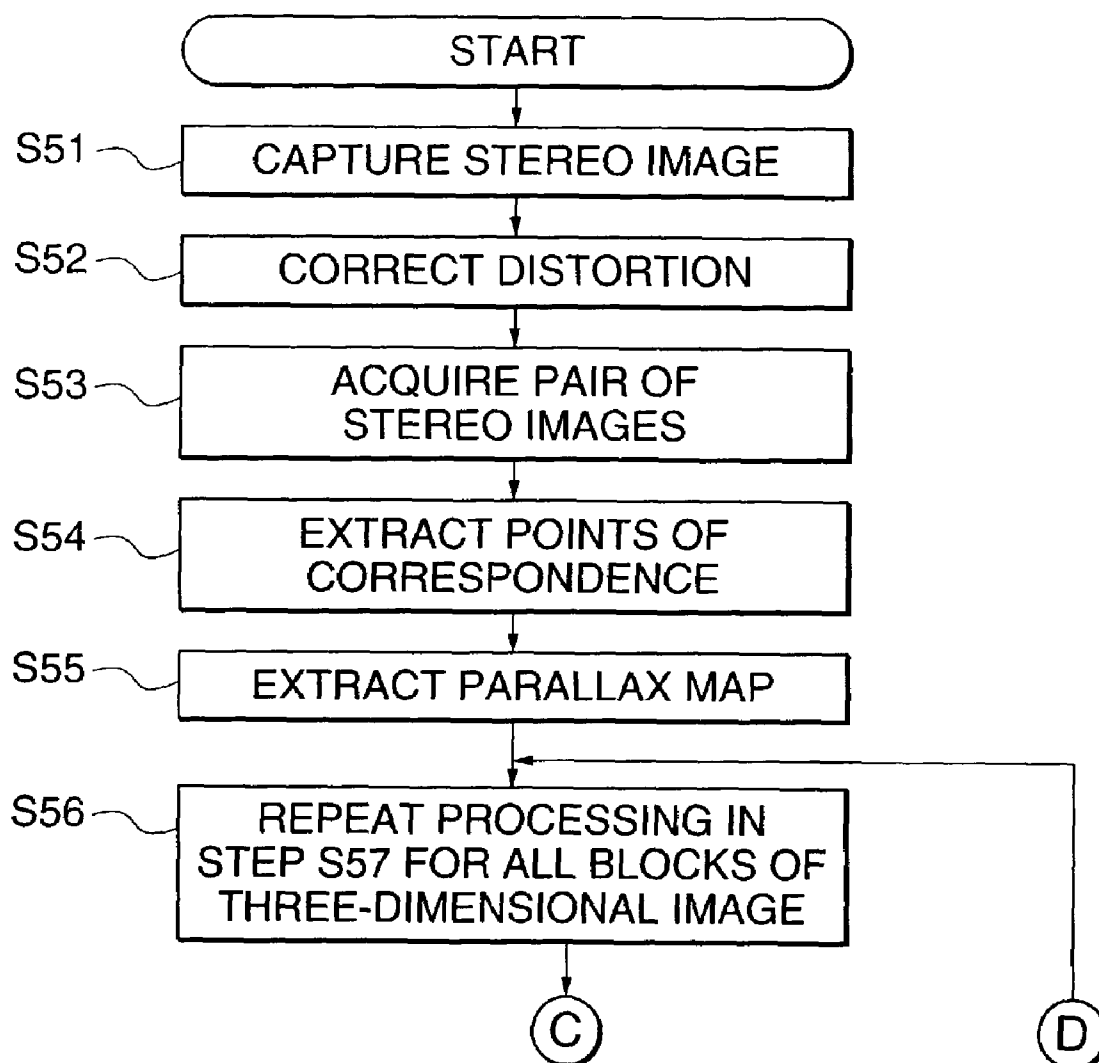 START
S51
CAPTURE STEREO IMAGE
S52
CORRECT DISTORTION
S53
ACQUIRE PAIR OF
STEREO IMAGES
S54
EXTRACT POINTS OF
CORRESPONDENCE
S55
EXTRACT PARALLAX MAP
S56
REPEAT PROCESSING IN
STEP S57 FOR ALL BLOCKS OF
THREE-DIMENSIONAL IMAGE
C
D